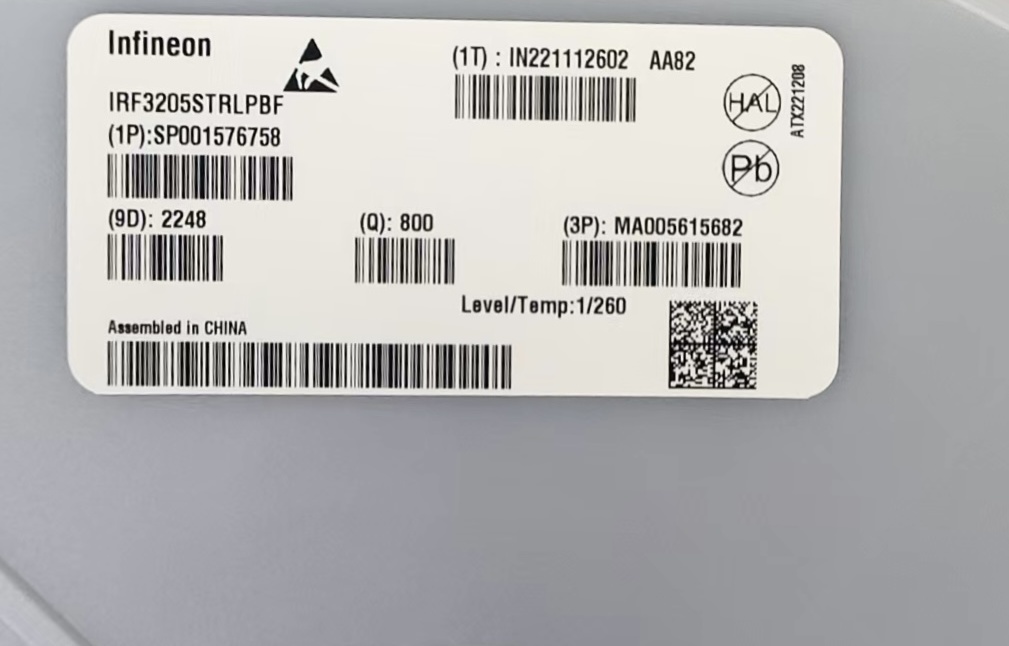 Infineon
IRF3205STRLPBF
(1P):SP001576758
(1T) : IN221112602 AA82
HAL
Pb
ATX221208
(9D): 2248
(Q): 800
(3P): MA005615682
Level/Temp:1/260
Assembled in CHINA